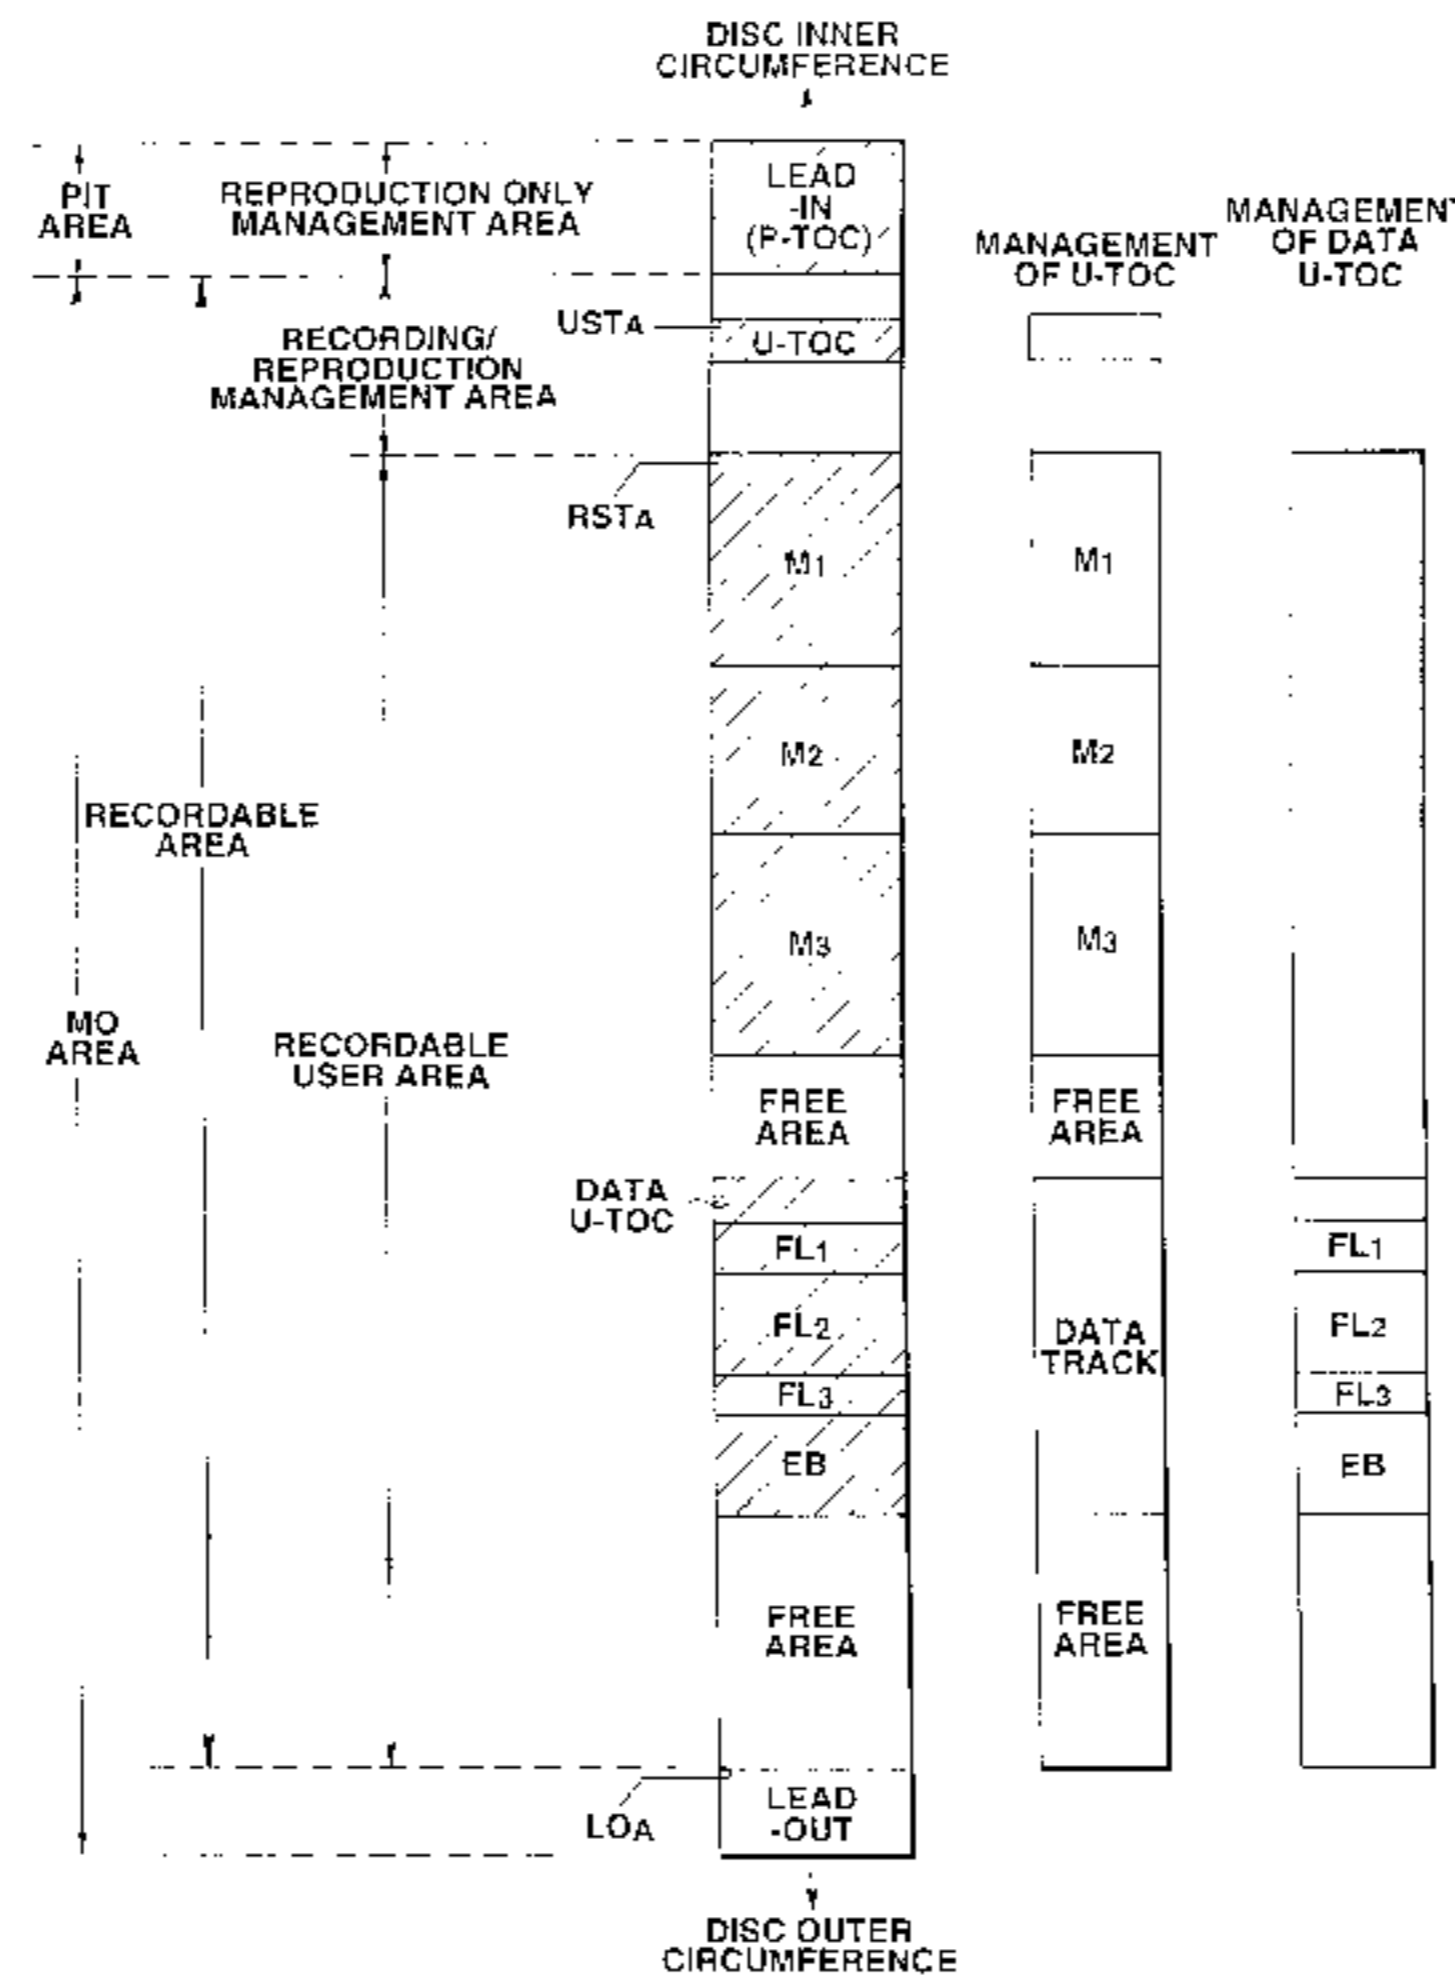 DISC INNER
CIRCUMFERENCE
PIT
AREA
REPRODUCTION ONLY
MANAGEMENT AREA
LEAD
-IN
(P-TOC)
MANAGEMENT
OF U-TOC
MANAGEMENT
OF DATA
U-TOC
USTA
U-TOC
RECORDING/
REPRODUCTION
MANAGEMENT AREA
RSTA
M1
M1
M2
M2
RECORDABLE
AREA
M3
M3
MO
AREA
RECORDABLE
USER AREA
FREE
AREA
FREE
AREA
DATA
U-TOC
FL1
FL1
FL2
DATA
TRACK
FL2
FL3
FL3
EB
EB
FREE
AREA
FREE
AREA
LOA
LEAD
-OUT
DISC OUTER
CIRCUMFERENCE